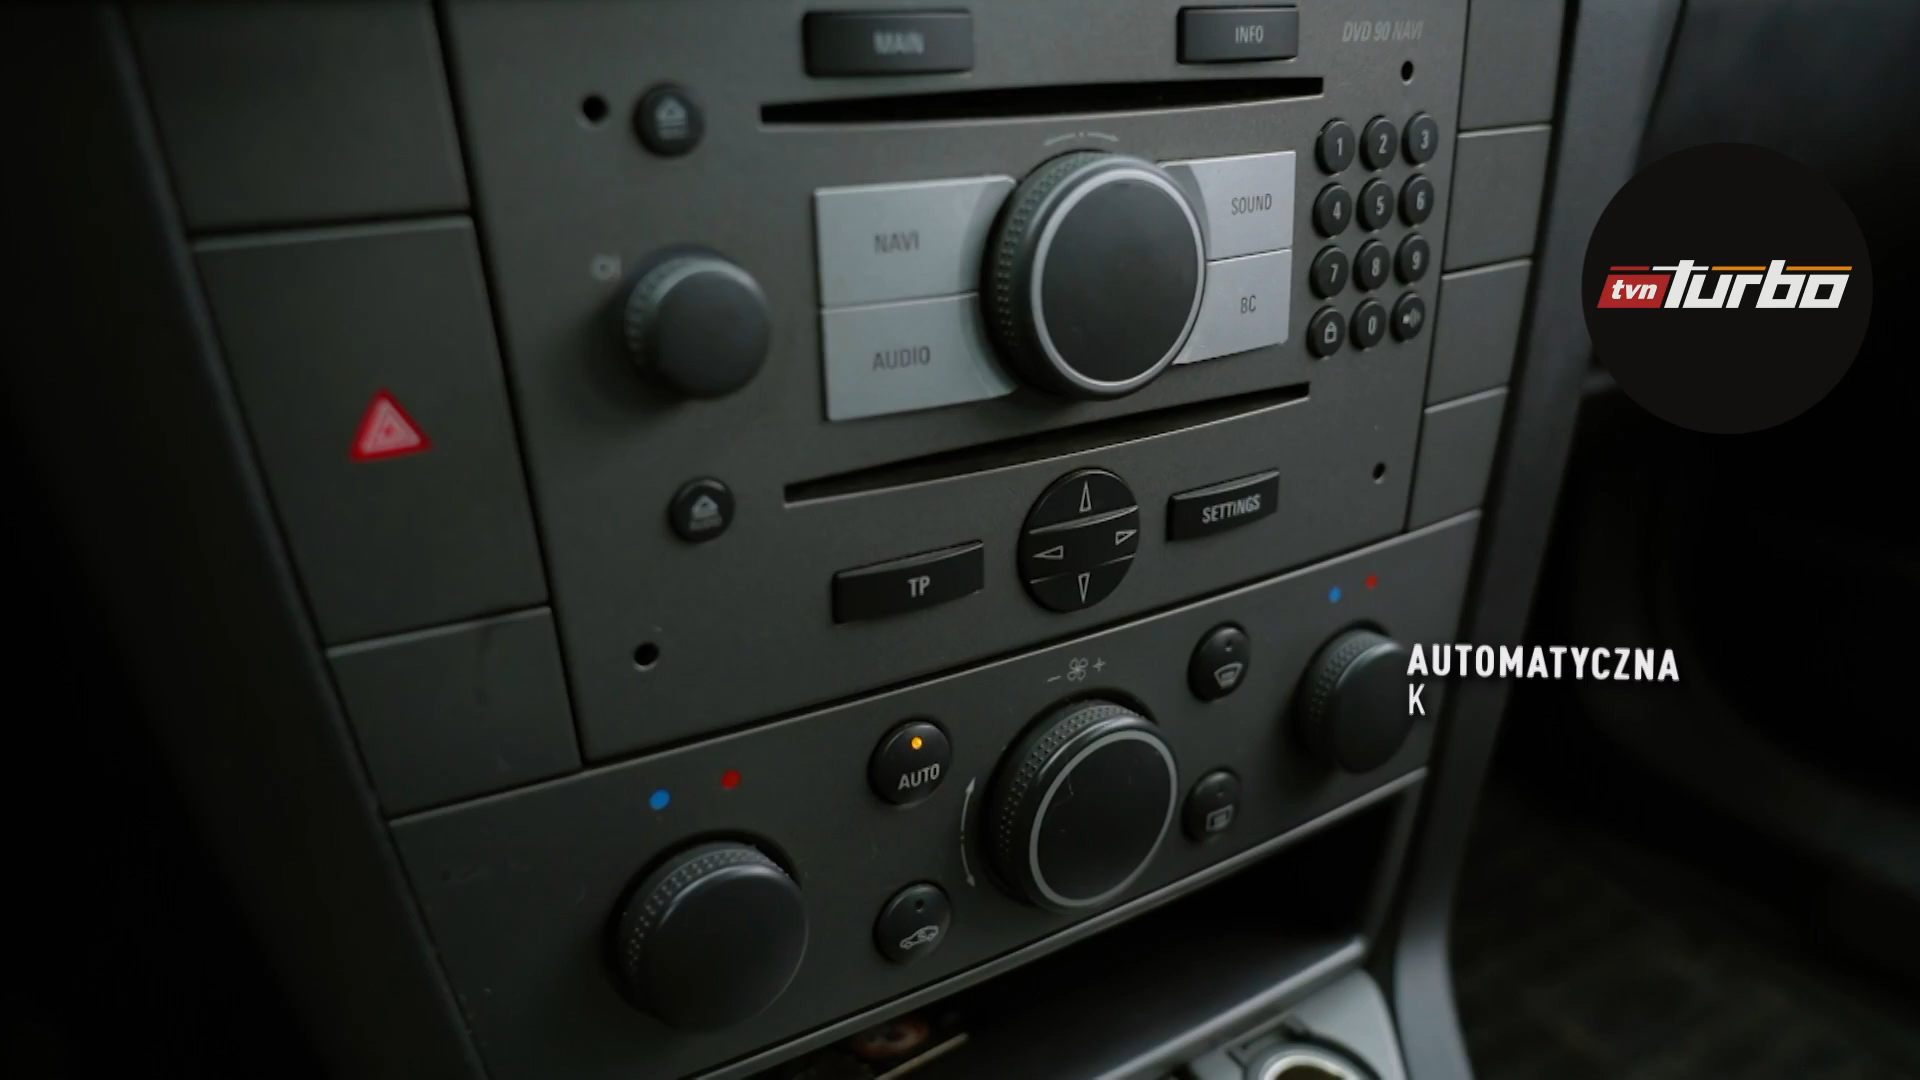 MAIN
INFO
DVD 90 NAVI
NAVI
SOUND
AUDIO
BC
1 2 3
4 5 6
7 8 9
0
SETTINGS
TP
AUTO
tvn turbo
AUTOMATYCZNA
K